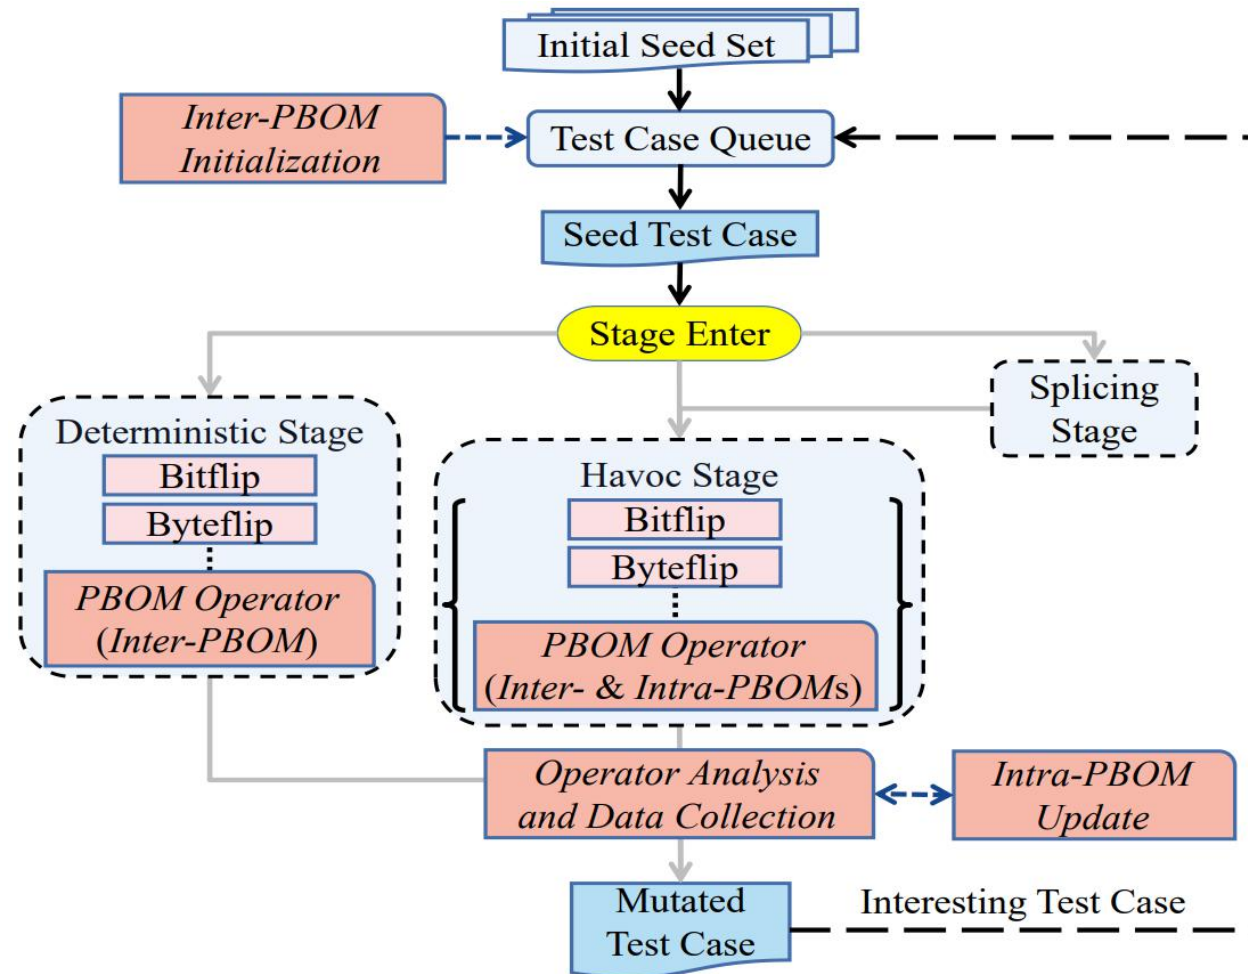 Initial Seed Set
Inter-PBOM
Initialization
Test Case Queue
Seed Test Case
Stage Enter
Splicing
Stage
Deterministic Stage
Bitflip
Byteflip
PBOM Operator
(Inter-PBOM)
Havoc Stage
Bitflip
Byteflip
PBOM Operator
(Inter- & Intra-PBOMs)
Operator Analysis
and Data Collection
Intra-PBOM
Update
Mutated
Test Case
Interesting Test Case